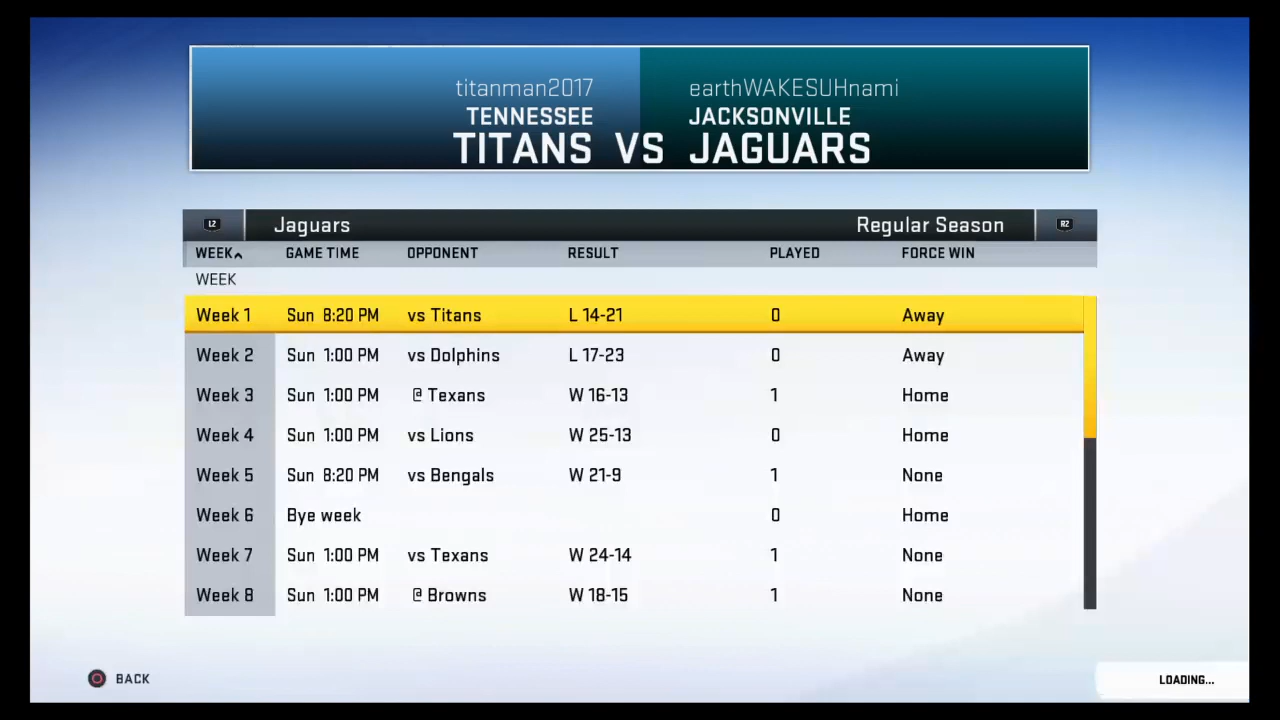 titanman2017 earthWAKESUHnami
TENNESSEE JACKSONVILLE
TITANS VS JAGUARS
L2 Jaguars Regular Season R2
WEEK GAME TIME OPPONENT RESULT PLAYED FORCE WIN
WEEK
Week 1 Sun 8:20 PM vs Titans L 14-21 0 Away
Week 2 Sun 1:00 PM vs Dolphins L 17-23 0 Away
Week 3 Sun 1:00 PM @ Texans W 16-13 1 Home
Week 4 Sun 1:00 PM vs Lions W 25-13 0 Home
Week 5 Sun 8:20 PM vs Bengals W 21-9 1 None
Week 6 Bye week 0 Home
Week 7 Sun 1:00 PM vs Texans W 24-14 1 None
Week 8 Sun 1:00 PM @ Browns W 18-15 1 None
BACK LOADING...